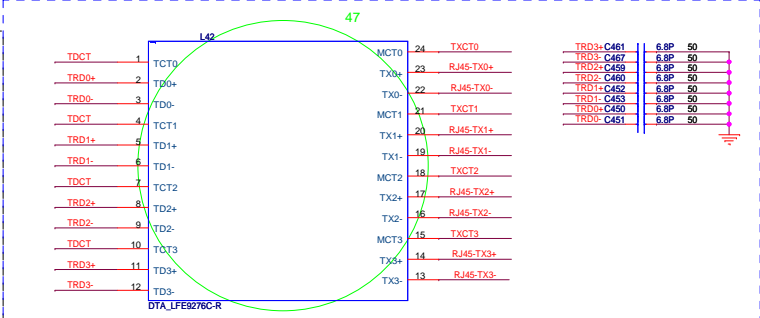 47
L42
TDCT 1 TCT0 MCT0 24 TXCT0
TRD0+ 2 TD0+ TX0+ 23 RJ45-TX0+
TRD0- 3 TD0- TX0- 22 RJ45-TX0-
TDCT 4 TCT1 MCT1 21 TXCT1
TRD1+ 5 TD1+ TX1+ 20 RJ45-TX1+
TRD1- 6 TD1- TX1- 19 RJ45-TX1-
TDCT 7 TCT2 MCT2 18 TXCT2
TRD2+ 8 TD2+ TX2+ 17 RJ45-TX2+
TRD2- 9 TD2- TX2- 16 RJ45-TX2-
TDCT 10 TCT3 MCT3 15 TXCT3
TRD3+ 11 TD3+ TX3+ 14 RJ45-TX3+
TRD3- 12 TD3- TX3- 13 RJ45-TX3-
DTA_LFE9276C-R
TRD3+ C461 6.8P 50
TRD3- C467 6.8P 50
TRD2+ C459 6.8P 50
TRD2- C460 6.8P 50
TRD1+ C452 6.8P 50
TRD1- C453 6.8P 50
TRD0+ C450 6.8P 50
TRD0- C451 6.8P 50